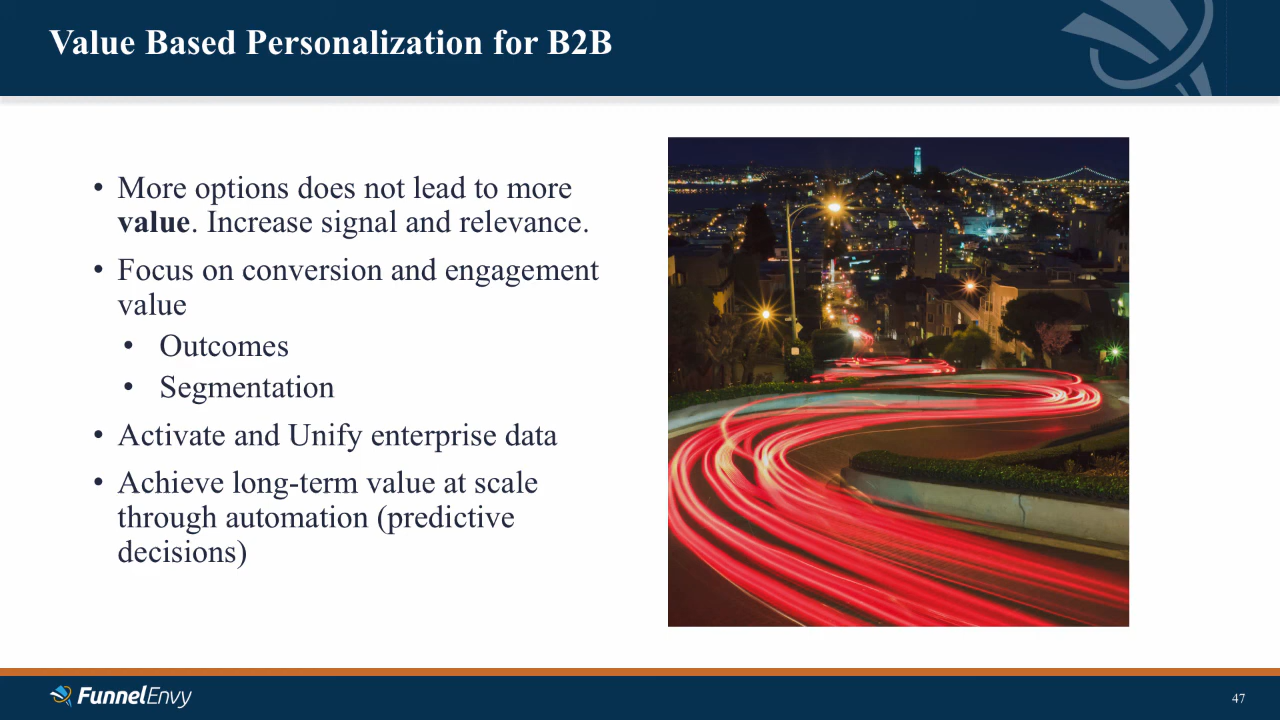 Value Based Personalization for B2B
• More options does not lead to more
value. Increase signal and relevance.
• Focus on conversion and engagement
value
• Outcomes
• Segmentation
• Activate and Unify enterprise data
• Achieve long-term value at scale
through automation (predictive
decisions)
FunnelEnvy
47